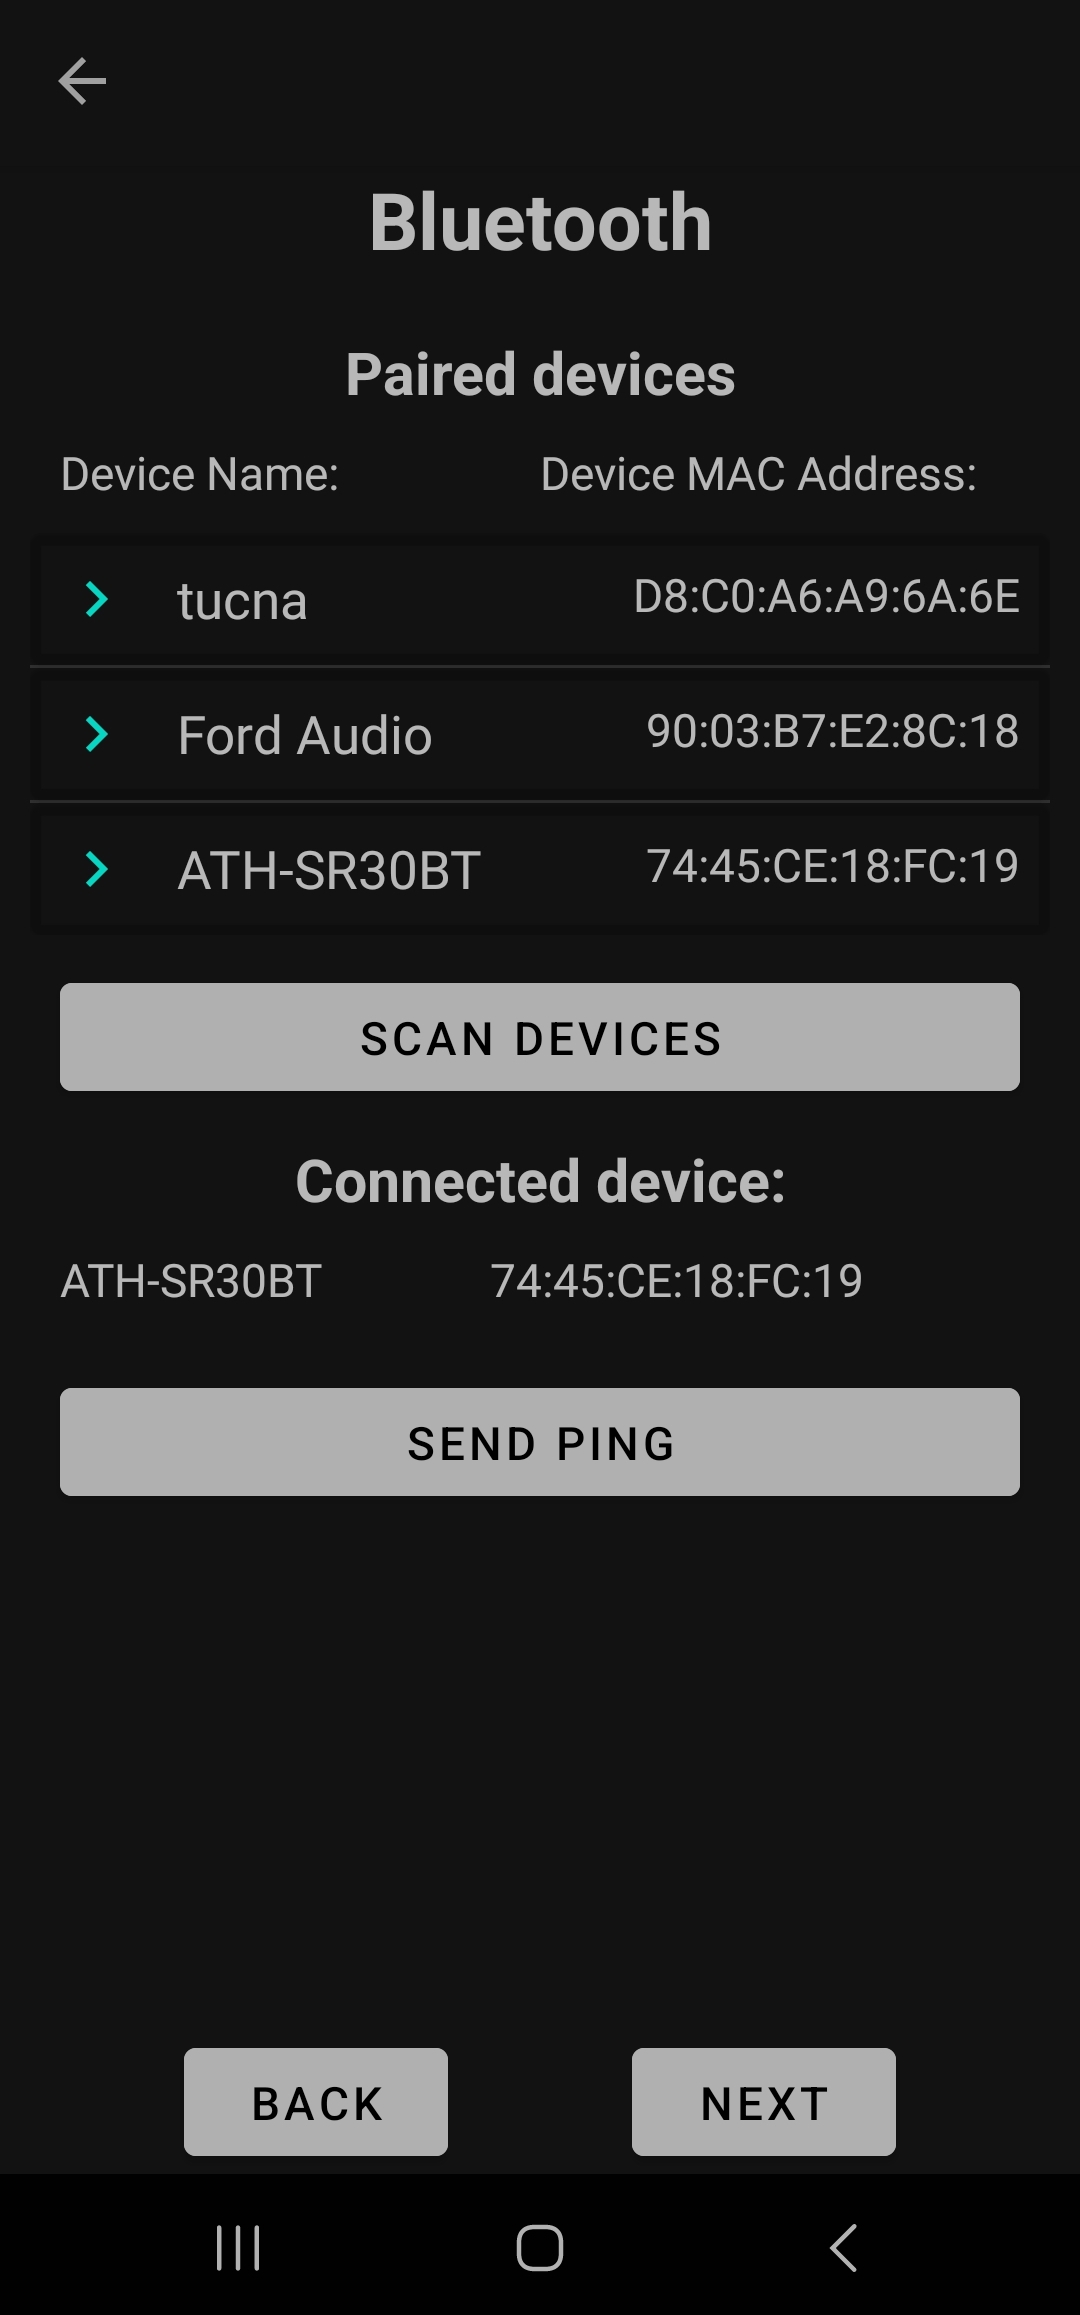 Bluetooth
Paired devices
Device Name: Device MAC Address:
tucna D8:C0:A6:A9:6A:6E
Ford Audio 90:03:B7:E2:8C:18
ATH-SR30BT 74:45:CE:18:FC:19
SCAN DEVICES
Connected device:
ATH-SR30BT 74:45:CE:18:FC:19
SEND PING
BACK NEXT